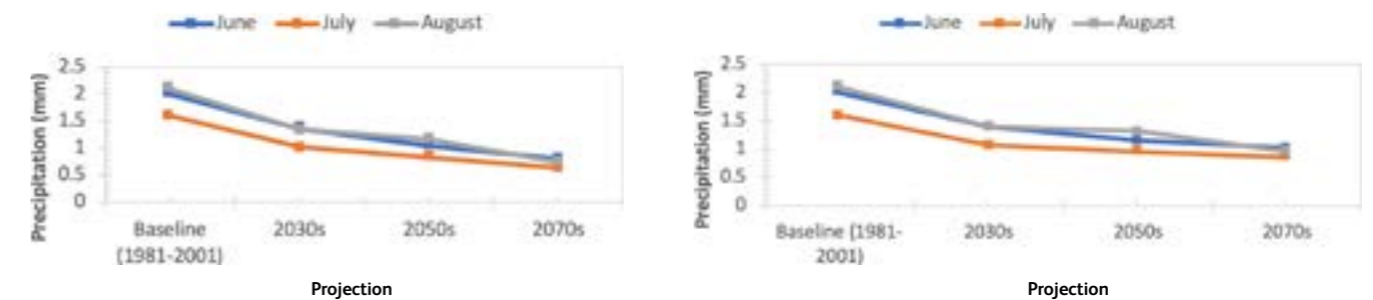 June July August
Precipitation (mm)
2.5
2
1.5
1
0.5
0
Baseline
(1981-2001)
2030s
2050s
2070s
Projection
June July August
Precipitation (mm)
2.5
2
1.5
1
0.5
0
Baseline (1981-
2001)
2030s
2050s
2070s
Projection